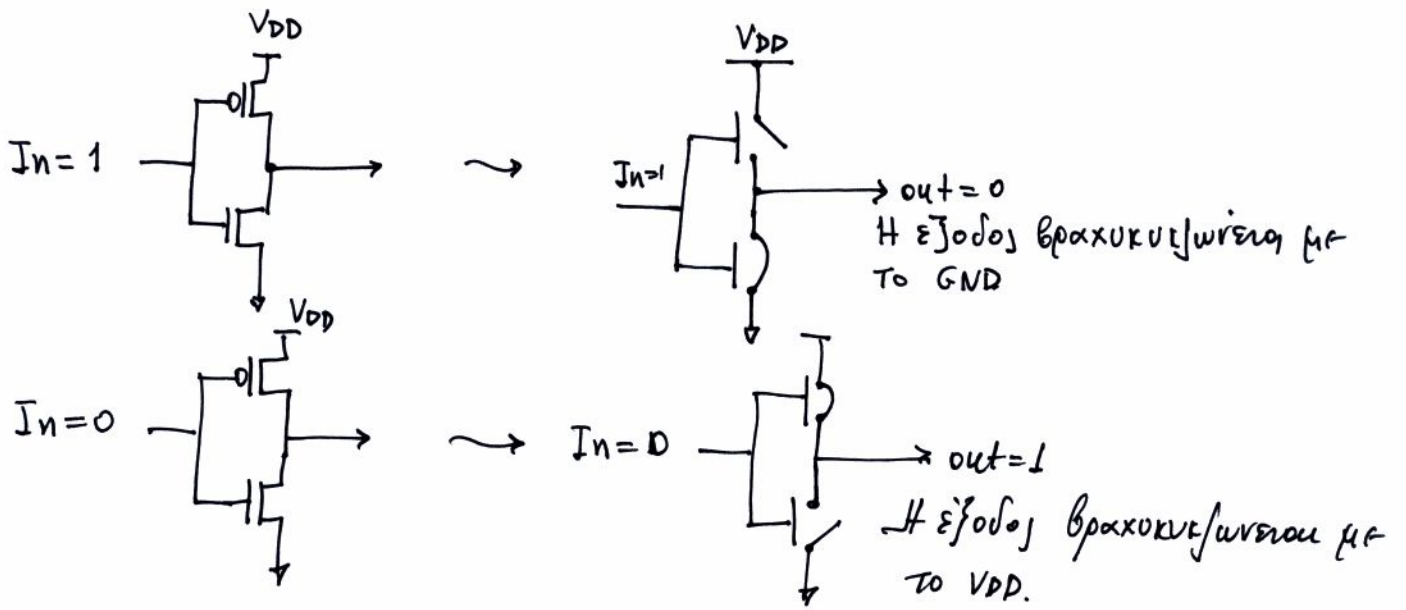 VDD
In = 1
VDD
In=1
out = 0
Η έξοδος βραχυκυκλώνεται με
το GND
VDD
In = 0
In = 0
out = 1
Η έξοδος βραχυκυκλώνεται με
το VDD.